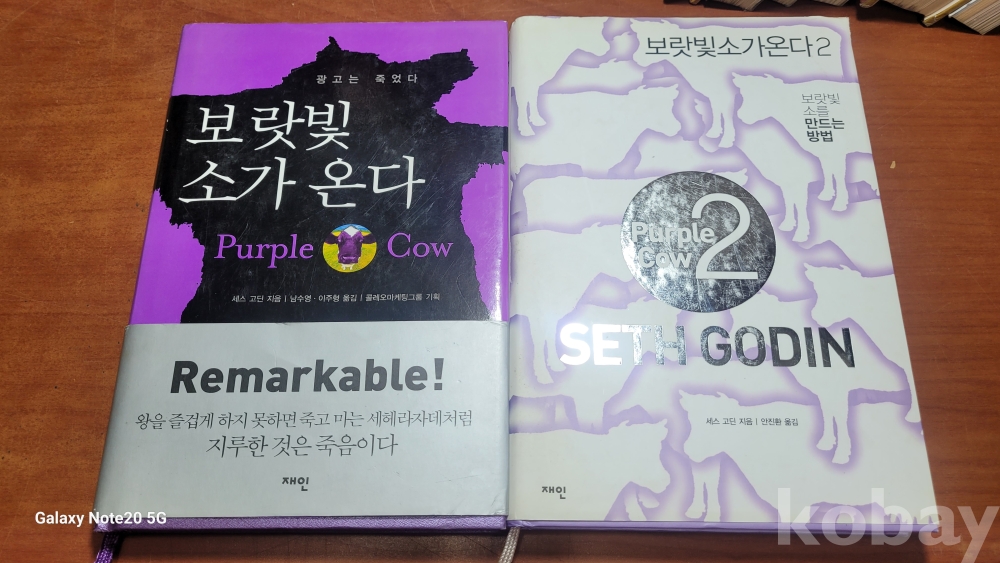 광고는 죽었다
보랏빛
소가 온다
Purple Cow
세스 고딘 지음 | 남수영·이주형 옮김 | 콜레오마케팅그룹 기획
Remarkable!
왕을 즐겁게 하지 못하면 죽고 마는 세헤라자데처럼
지루한 것은 죽음이다
재인
보랏빛소가온다2
보랏빛
소를
만드는
방법
Purple
Cow
2
SETH GODIN
세스 고딘 지음 | 안진환 옮김
재인
Galaxy Note20 5G
kobay